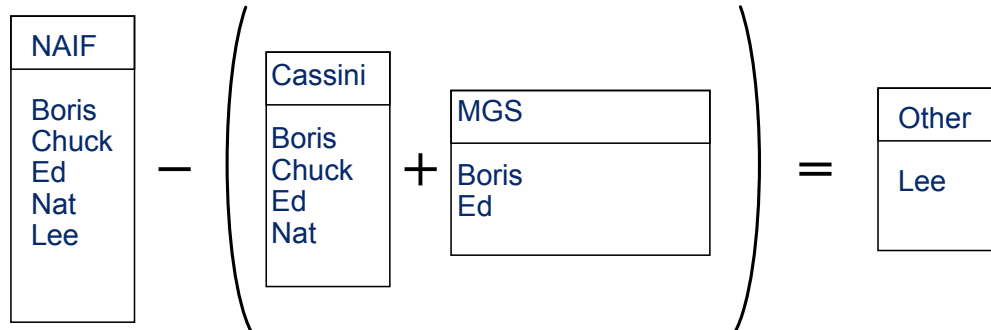 NAIF
Boris
Chuck
Ed
Nat
Lee
−
(
Cassini
Boris
Chuck
Ed
Nat
+
MGS
Boris
Ed
)
=
Other
Lee